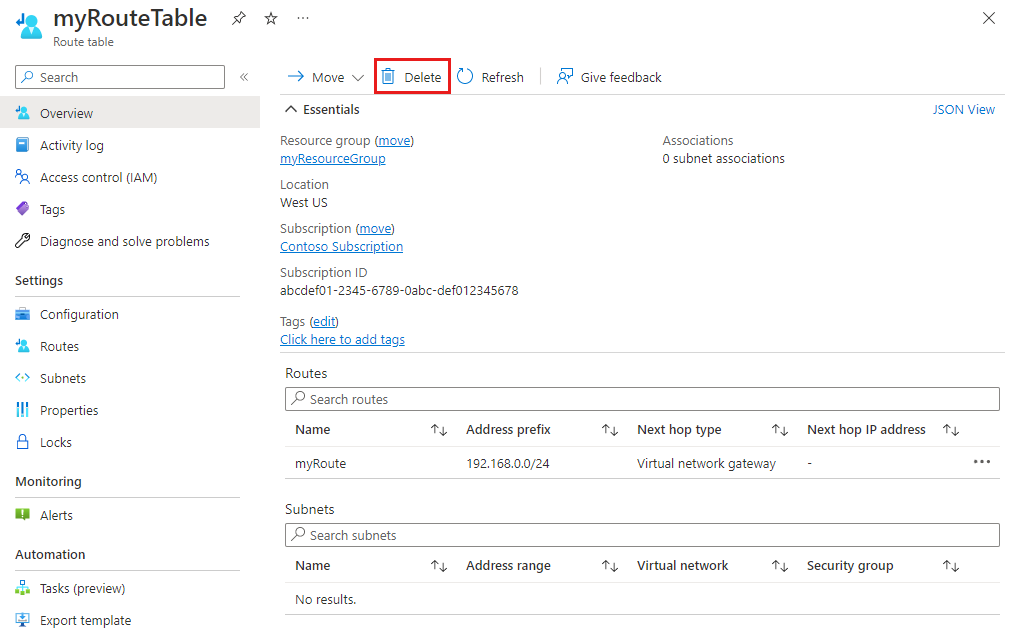 myRouteTable
Route table
Search
Overview
Activity log
Access control (IAM)
Tags
Diagnose and solve problems
Settings
Configuration
Routes
Subnets
Properties
Locks
Monitoring
Alerts
Automation
Tasks (preview)
Export template
Move Delete Refresh Give feedback
Essentials JSON View
Resource group (move)
myResourceGroup
Location
West US
Subscription (move)
Contoso Subscription
Subscription ID
abcdef01-2345-6789-0abc-def012345678
Tags (edit)
Click here to add tags
Associations
0 subnet associations
Routes
Search routes
Name Address prefix Next hop type Next hop IP address
myRoute 192.168.0.0/24 Virtual network gateway -
Subnets
Search subnets
Name Address range Virtual network Security group
No results.